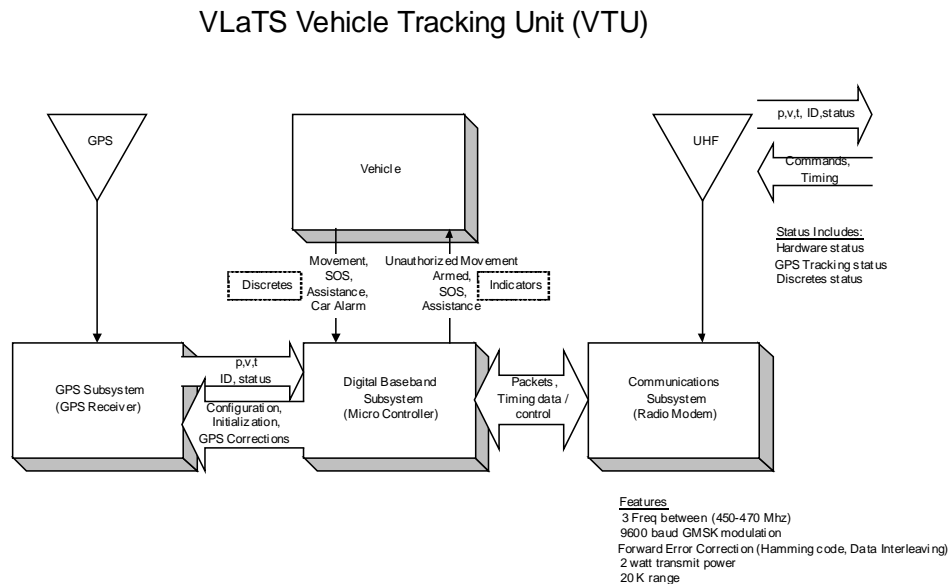 VLaTS Vehicle Tracking Unit (VTU)
GPS
Vehicle
UHF
p,v,t, ID,status
Commands,
Timing
Status Includes:
Hardware status
GPS Tracking status
Discretes status
Discretes
Movement,
SOS,
Assistance,
Car Alarm
Unauthorized Movement
Armed,
SOS,
Assistance
Indicators
GPS Subsystem
(GPS Receiver)
p,v,t
ID, status
Configuration,
Initialization,
GPS Corrections
Digital Baseband
Subsystem
(Micro Controller)
Packets,
Timing data /
control
Communications
Subsystem
(Radio Modem)
Features
3 Freq between (450-470 Mhz)
9600 baud GMSK modulation
Forward Error Correction (Hamming code, Data Interleaving)
2 watt transmit power
20 K range